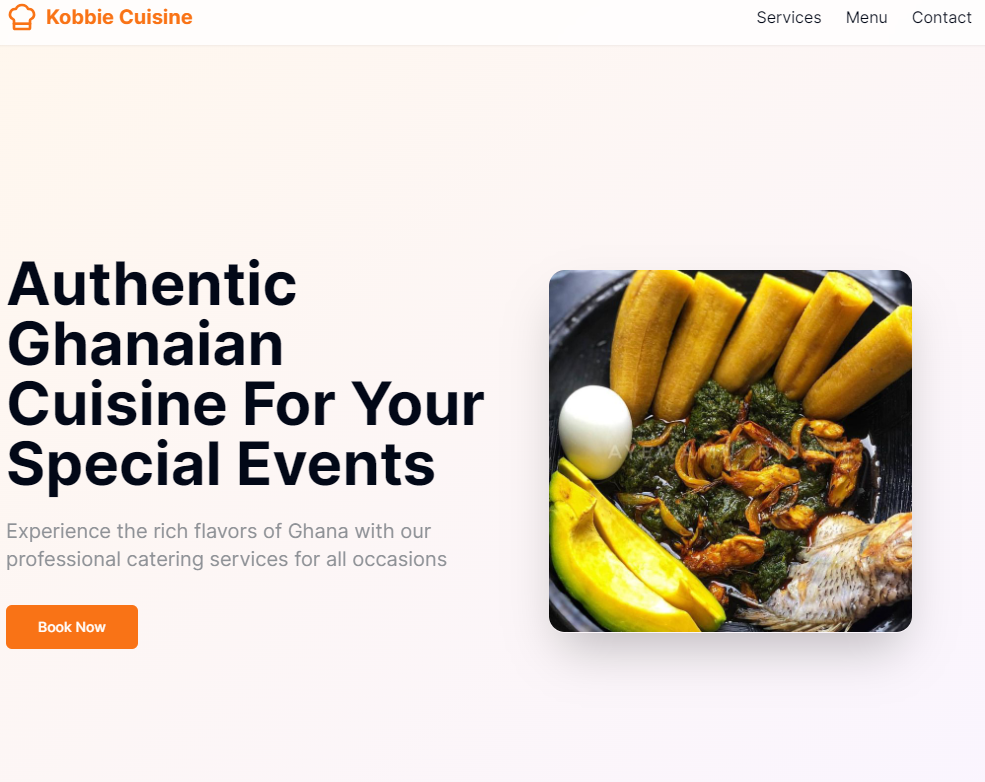 Kobbie Cuisine
Services Menu Contact
Authentic
Ghanaian
Cuisine For Your
Special Events
Experience the rich flavors of Ghana with our
professional catering services for all occasions
Book Now